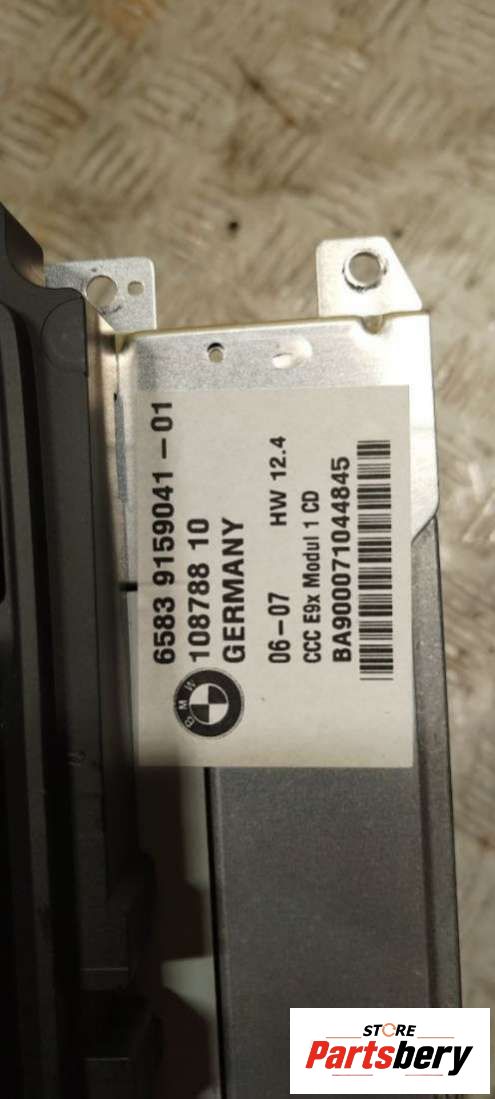 6583 9159041-01
108788 10
GERMANY
06-07 HW 12.4
CCC E9x Modul 1 CD
BA900071044845
BMW
STORE
Partsbery